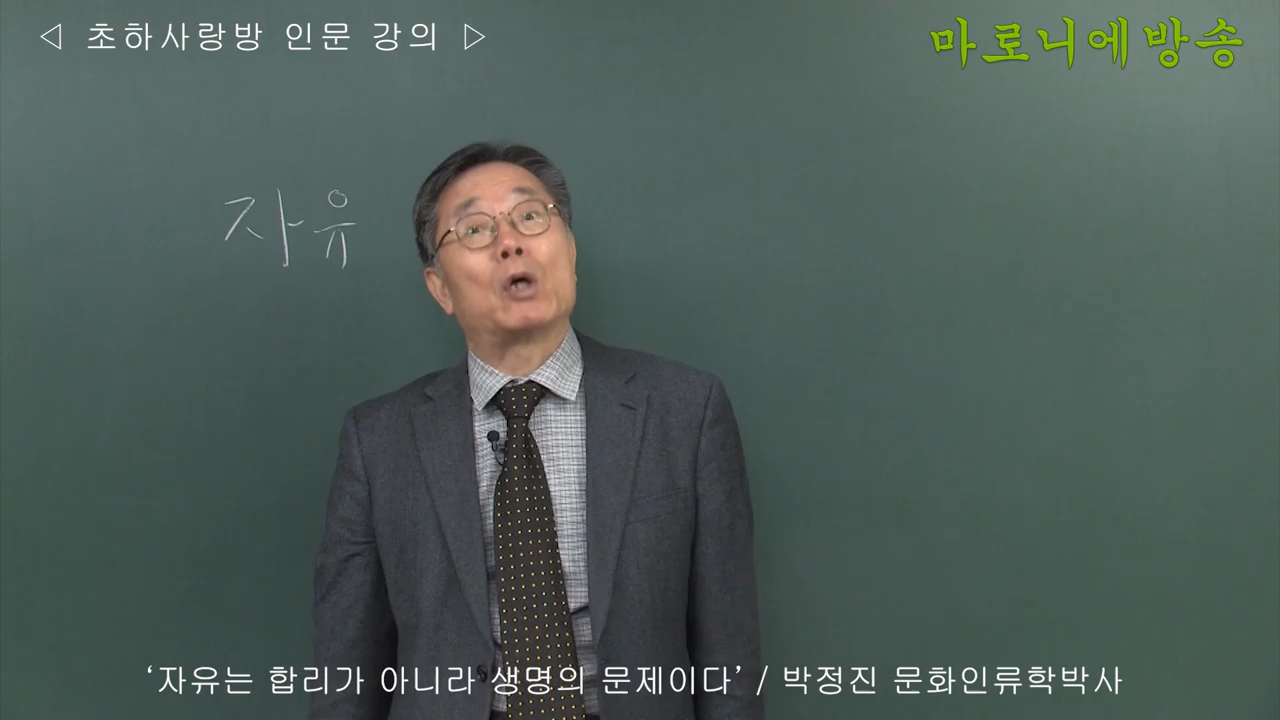 ◁ 초하사랑방 인문 강의 ▷
마로니에방송
자유
‘자유는 합리가 아니라 생명의 문제이다’ / 박정진 문화인류학박사